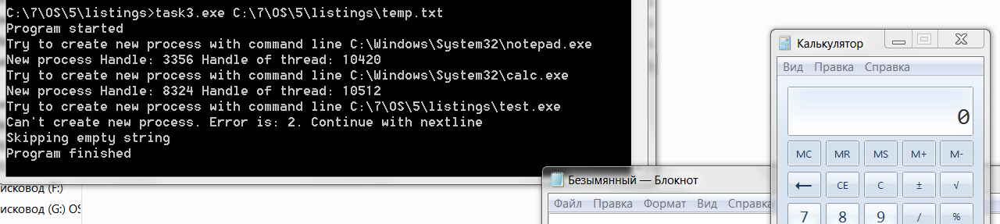 C:\7\OS\5\listings>task3.exe C:\7\OS\5\listings\temp.txt
Program started
Try to create new process with command line C:\Windows\System32\notepad.exe
New process Handle: 3356 Handle of thread: 10420
Try to create new process with command line C:\Windows\System32\calc.exe
New process Handle: 8324 Handle of thread: 10512
Try to create new process with command line C:\7\OS\5\listings\test.exe
Can't create new process. Error is: 2. Continue with nextline
Skipping empty string
Program finished
исковод (F:)
исковод (G:) OS
Безымянный — Блокнот
Файл Правка Формат Вид Справка
Калькулятор
Вид Правка Справка
0
MC MR MS M+ M-
← CE C ± √
7 8 9 / %